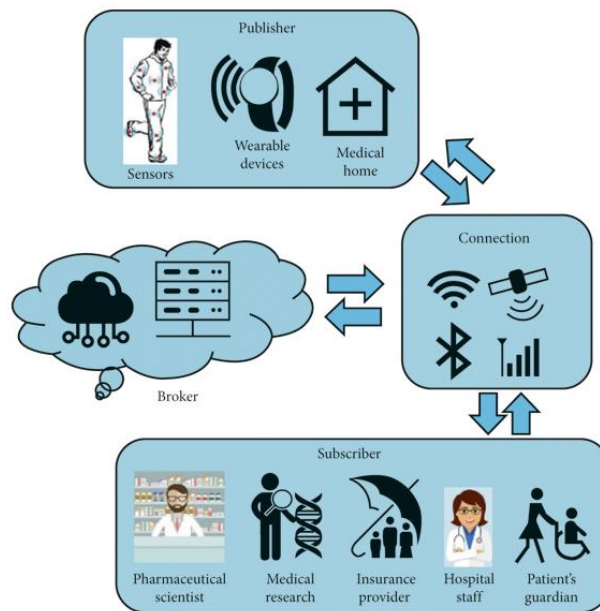 Publisher
Sensors
Wearable
devices
Medical
home
Connection
Broker
Subscriber
Pharmaceutical
scientist
Medical
research
Insurance
provider
Hospital
staff
Patient's
guardian